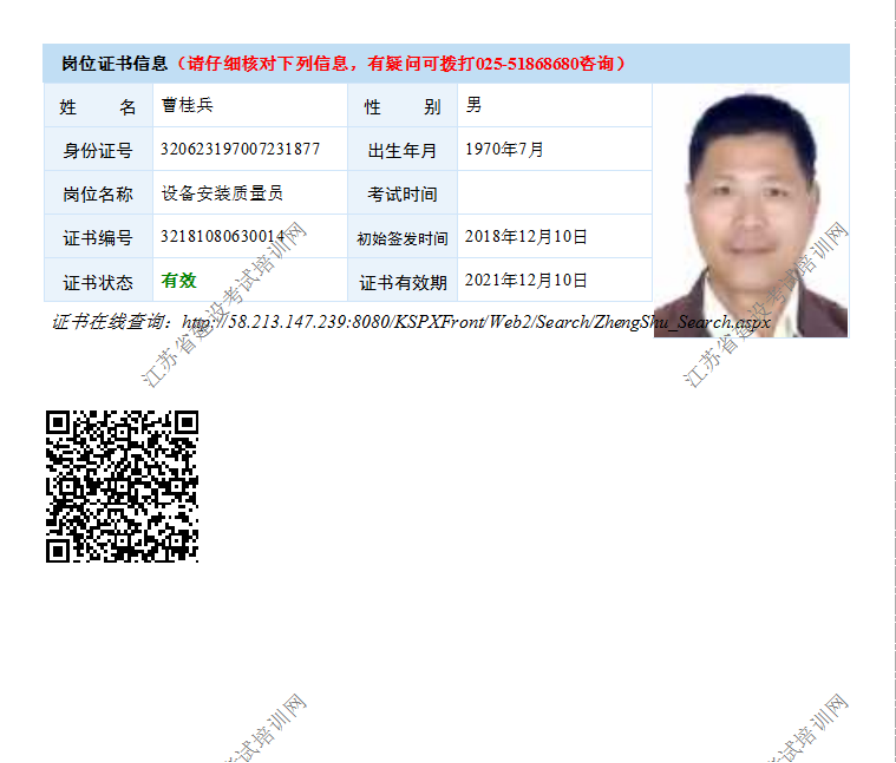 岗位证书信息（请仔细核对下列信息，有疑问可拨打025-51868680咨询）
姓 名 曹桂兵 性 别 男
身份证号 320623197007231877 出生年月 1970年7月
岗位名称 设备安装质量员 考试时间
证书编号 32181080630014 初始签发时间 2018年12月10日
证书状态 有效 证书有效期 2021年12月10日
证书在线查询：http://58.213.147.239:8080/KSPXFront/Web2/Search/ZhengShu_Search.aspx
江苏省建设考试培训网
江苏省建设考试培训网
考试培训网
考试培训网